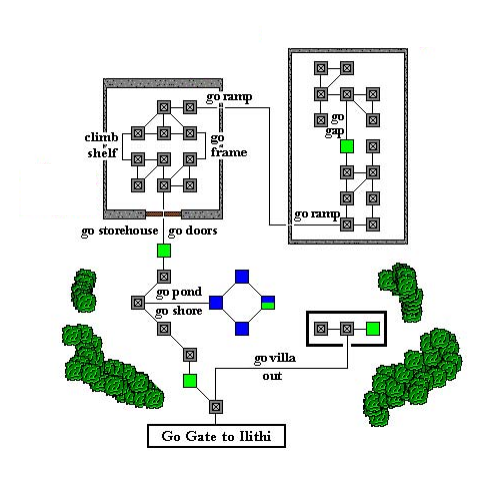 go ramp
climb
shelf
go
frame
go
gap
go ramp
go storehouse
go doors
go pond
go shore
go villa
out
Go Gate to Ilithi